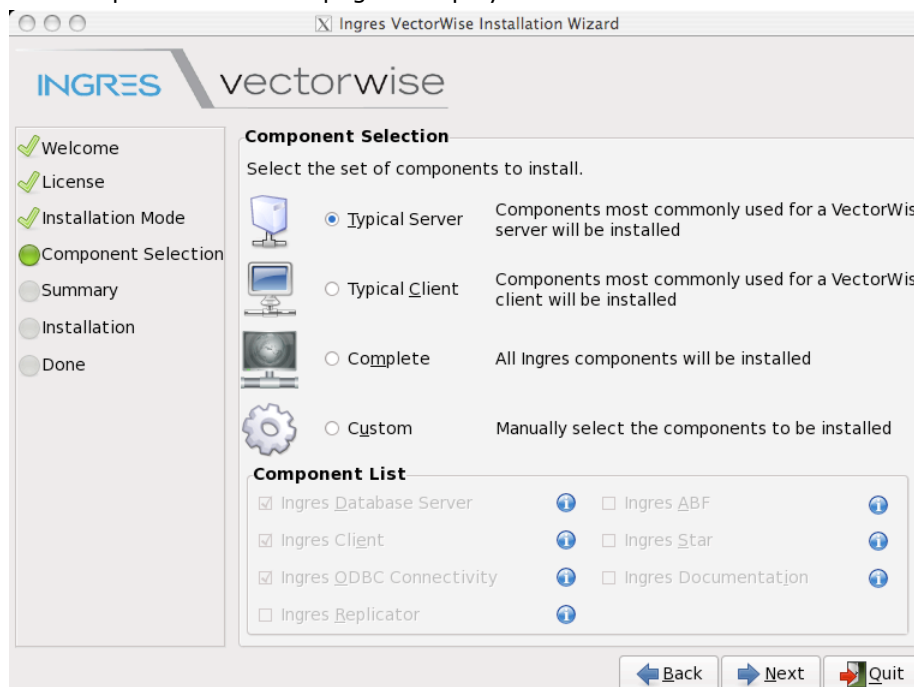 Ingres VectorWise Installation Wizard
INGRES vectorwise
Welcome
License
Installation Mode
Component Selection
Summary
Installation
Done
Component Selection
Select the set of components to install.
Typical Server
Components most commonly used for a VectorWis
server will be installed
Typical Client
Components most commonly used for a VectorWis
client will be installed
Complete
All Ingres components will be installed
Custom
Manually select the components to be installed
Component List
Ingres Database Server
Ingres ABF
Ingres Client
Ingres Star
Ingres ODBC Connectivity
Ingres Documentation
Ingres Replicator
Back Next Quit